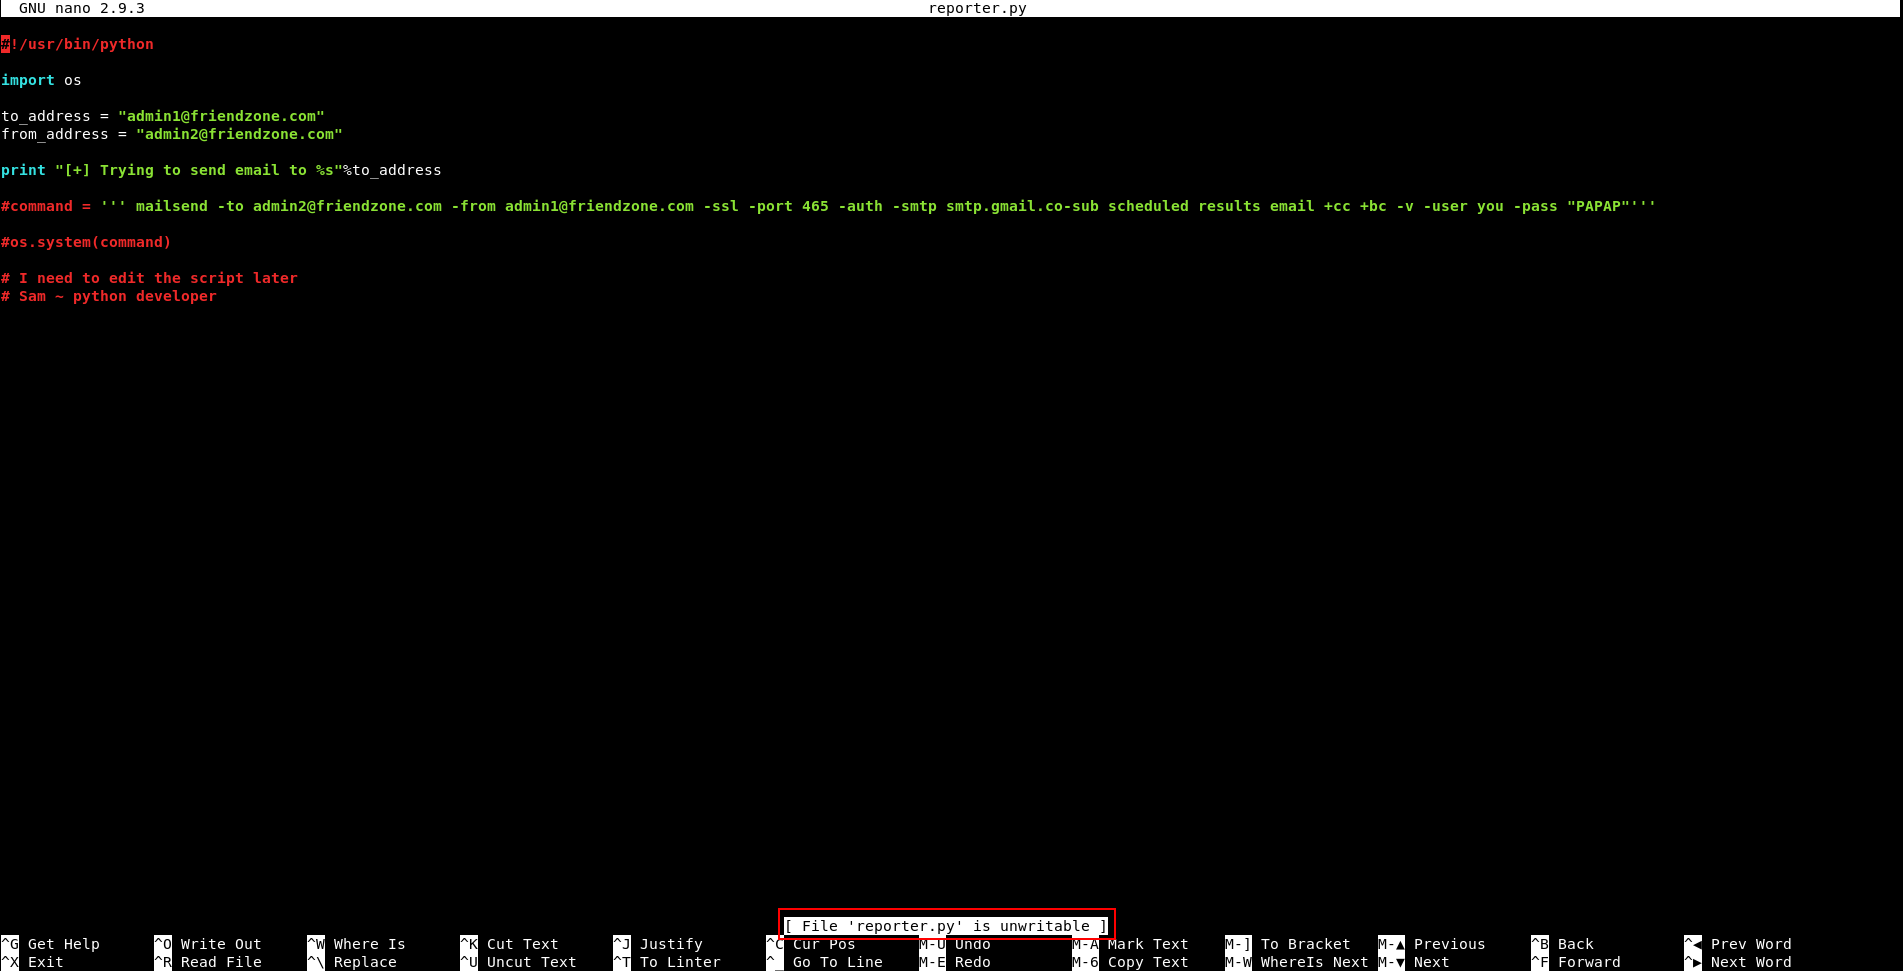 GNU nano 2.9.3 reporter.py
#!/usr/bin/python
import os
to_address = "admin1@friendzone.com"
from_address = "admin2@friendzone.com"
print "[+] Trying to send email to %s"%to_address
#command = ''' mailsend -to admin2@friendzone.com -from admin1@friendzone.com -ssl -port 465 -auth -smtp smtp.gmail.co-sub scheduled results email +cc +bc -v -user you -pass "PAPAP"'''
#os.system(command)
# I need to edit the script later
# Sam ~ python developer
[ File 'reporter.py' is unwritable ]
^G Get Help ^O Write Out ^W Where Is ^K Cut Text ^J Justify ^C Cur Pos M-U Undo M-A Mark Text M-] To Bracket M-▲ Previous ^B Back ^◀ Prev Word
^X Exit ^R Read File ^\ Replace ^U Uncut Text ^T To Linter ^_ Go To Line M-E Redo M-6 Copy Text M-W WhereIs Next M-▼ Next ^F Forward ^▶ Next Word